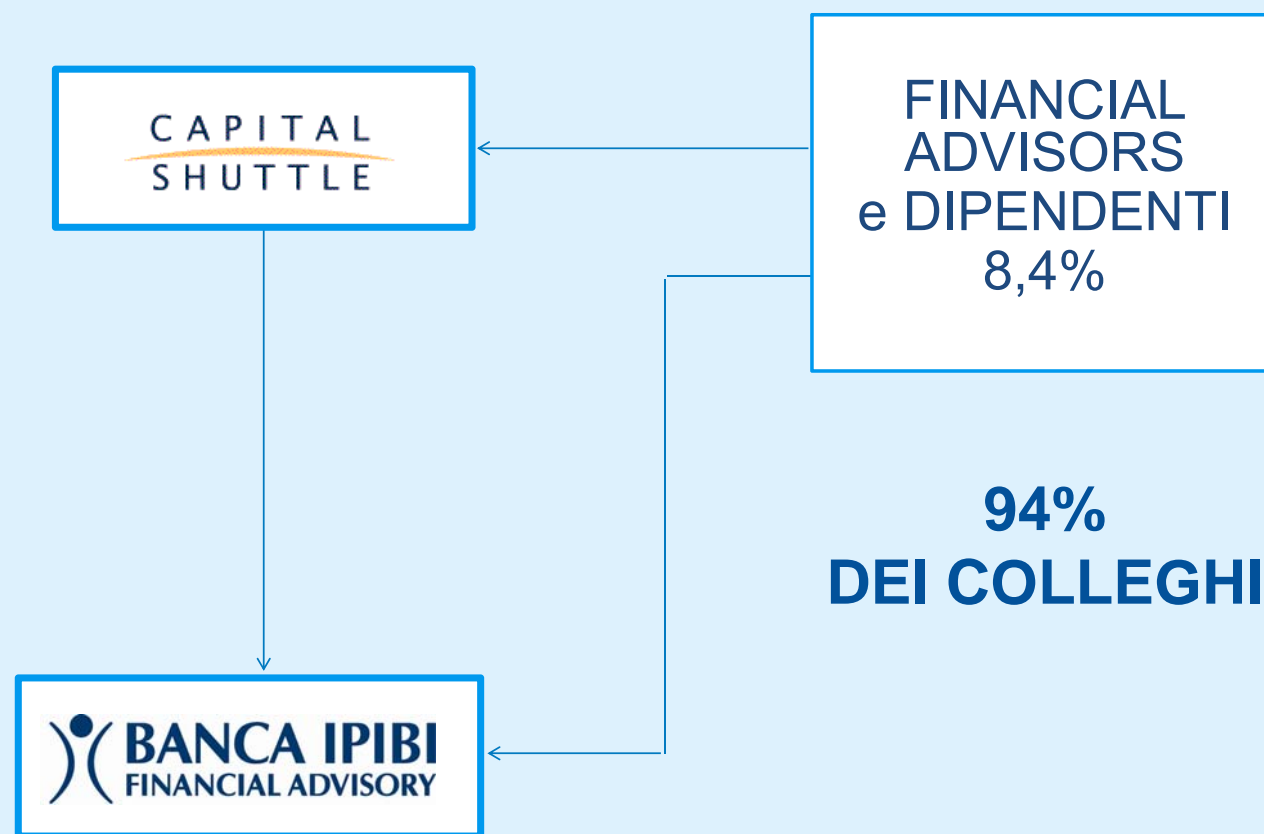 CAPITAL
SHUTTLE
FINANCIAL
ADVISORS
e DIPENDENTI
8,4%
94%
DEI COLLEGHI
BANCA IPIBI
FINANCIAL ADVISORY